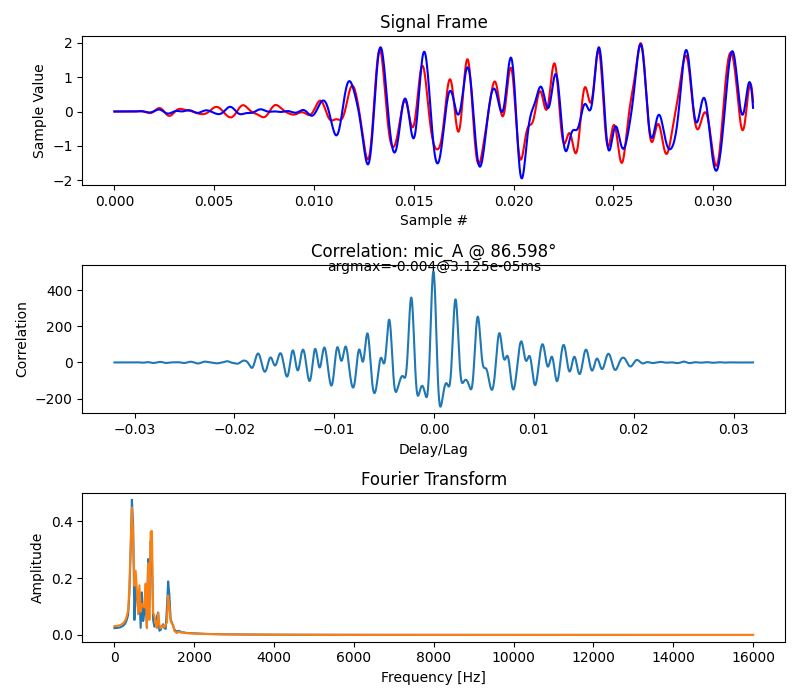 Signal Frame
2
1
0
−1
−2
Sample Value
0.000 0.005 0.010 0.015 0.020 0.025 0.030
Sample #
Correlation: mic_A @ 86.598°
argmax=-0.004@3.125e-05ms
400
200
0
−200
Correlation
−0.03 −0.02 −0.01 0.00 0.01 0.02 0.03
Delay/Lag
Fourier Transform
0.4
0.2
0.0
Amplitude
0 2000 4000 6000 8000 10000 12000 14000 16000
Frequency [Hz]